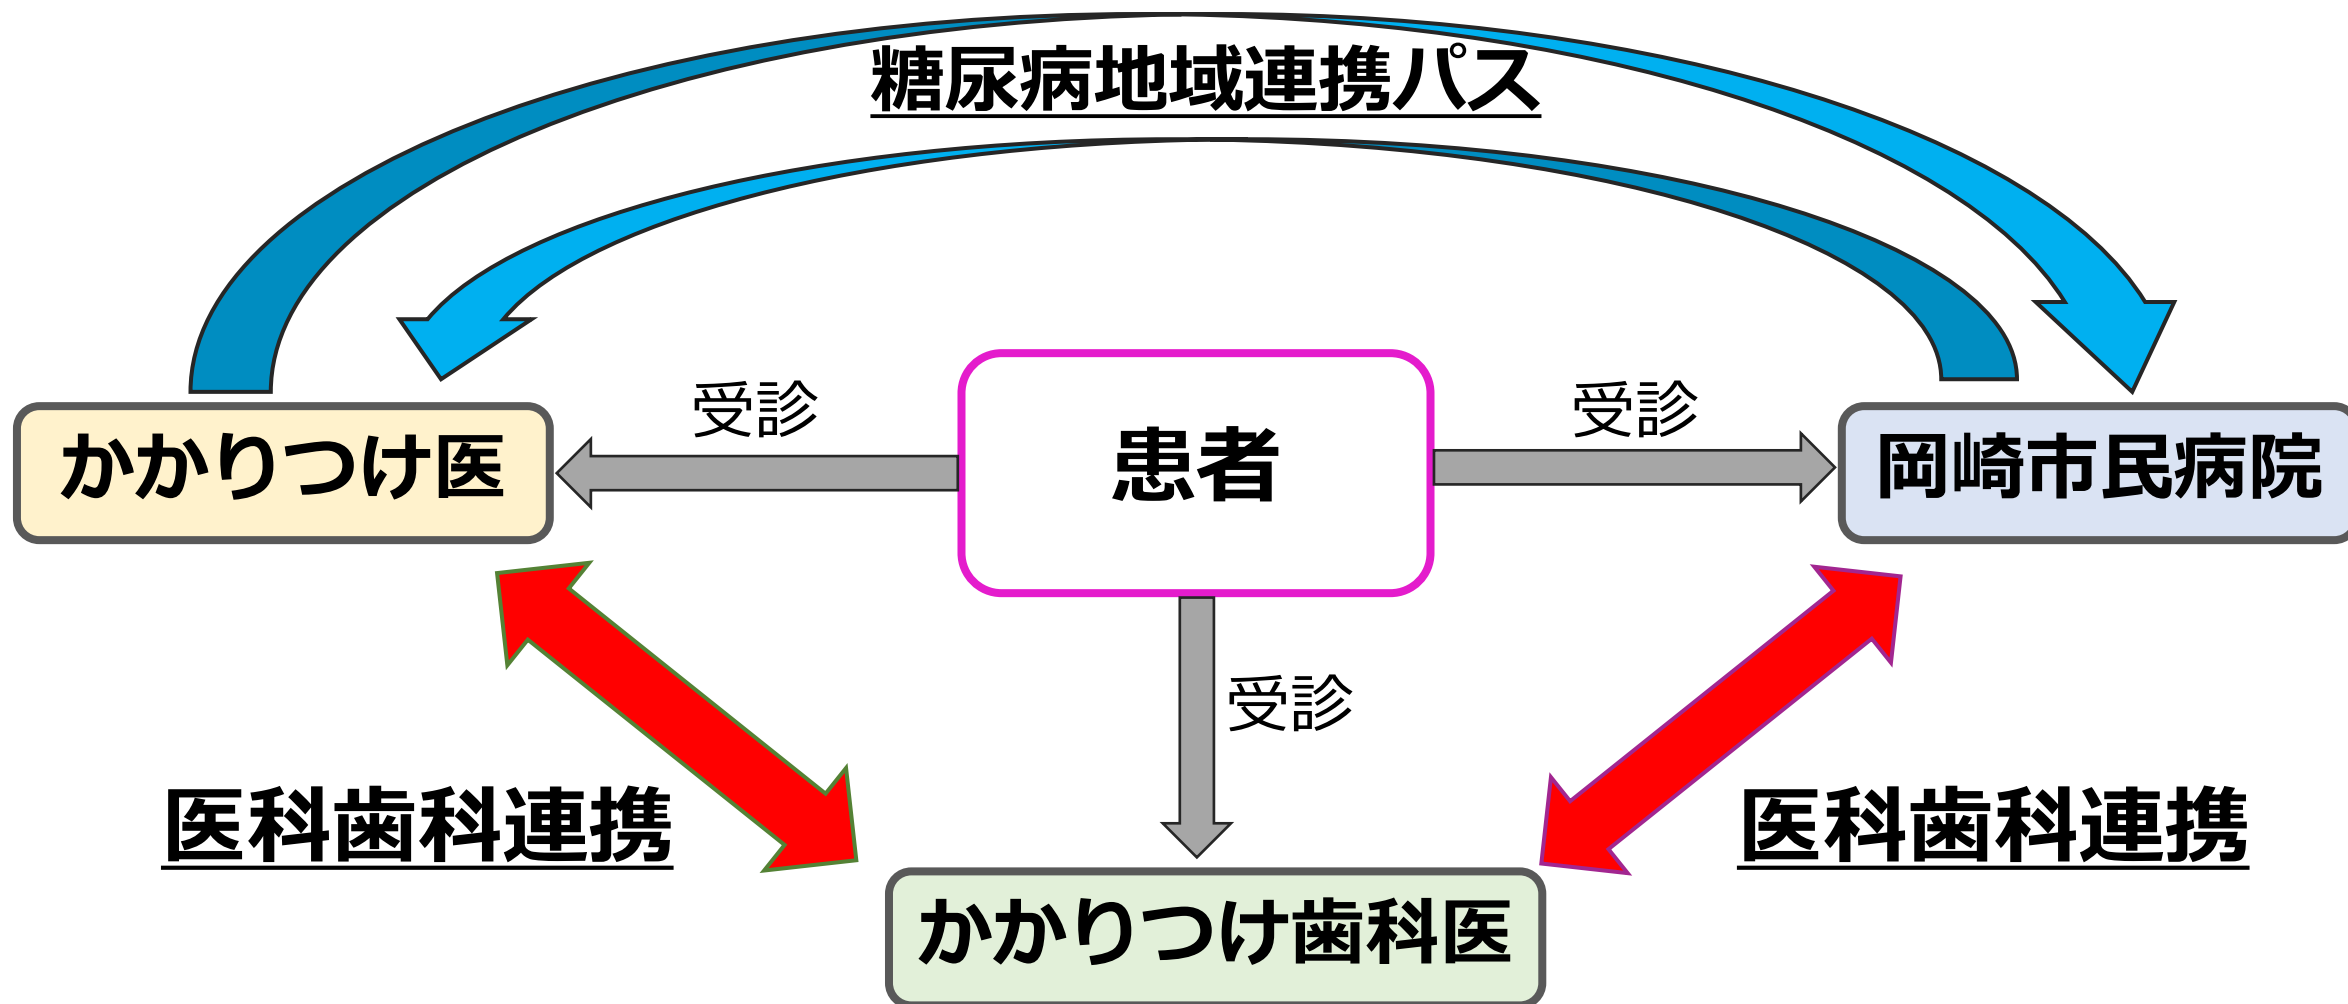 糖尿病地域連携パス
受診
受診
かかりつけ医
患者
岡崎市民病院
受診
医科歯科連携
医科歯科連携
かかりつけ歯科医